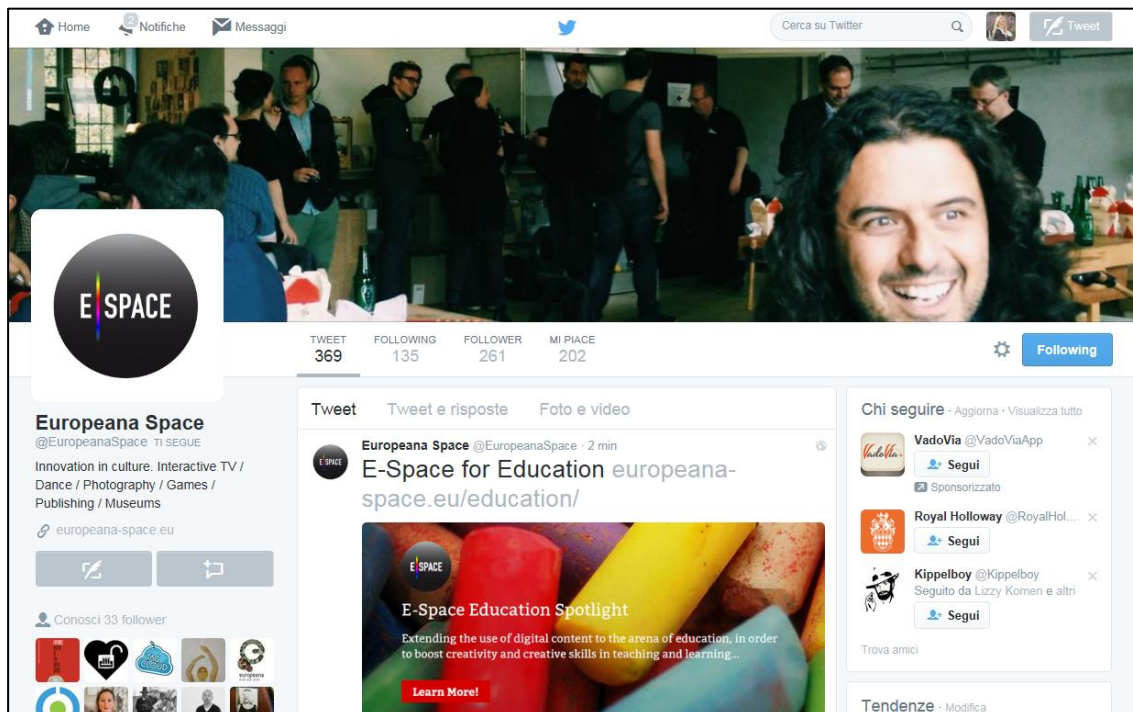 Home
2
Notifiche
Messaggi
Cerca su Twitter
Tweet
E SPACE
TWEET
369
FOLLOWING
135
FOLLOWER
261
MI PIACE
202
Following
Europeana Space
@EuropeanaSpace TI SEGUE
Innovation in culture. Interactive TV /
Dance / Photography / Games /
Publishing / Museums
europeana-space.eu
Conosci 33 follower
TAG
CLOUD
europeana
Tweet Tweet e risposte Foto e video
E SPACE
Europeana Space @EuropeanaSpace · 2 min
E-Space for Education europeana-
space.eu/education/
E SPACE
E-Space Education Spotlight
Extending the use of digital content to the arena of education, in order
to boost creativity and creative skills in teaching and learning...
Learn More!
Chi seguire · Aggiorna · Visualizza tutto
VadoVia
VadoVia @VadoViaApp
Segui
Sponsorizzato
Royal Holloway @RoyalHol...
Segui
Kippelboy @Kippelboy
Seguito da Lizzy Komen e altri
Segui
Trova amici
Tendenze · Modifica